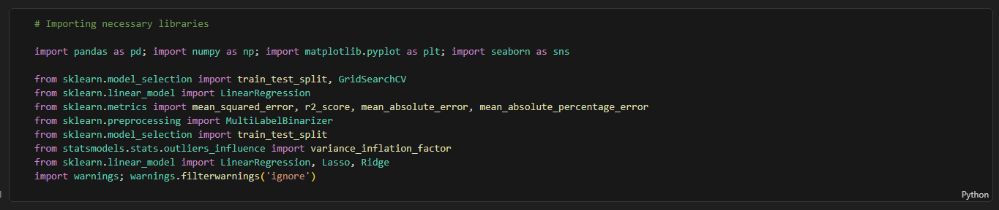 # Importing necessary libraries
import pandas as pd; import numpy as np; import matplotlib.pyplot as plt; import seaborn as sns
from sklearn.model_selection import train_test_split, GridSearchCV
from sklearn.linear_model import LinearRegression
from sklearn.metrics import mean_squared_error, r2_score, mean_absolute_error, mean_absolute_percentage_error
from sklearn.preprocessing import MultiLabelBinarizer
from sklearn.model_selection import train_test_split
from statsmodels.stats.outliers_influence import variance_inflation_factor
from sklearn.linear_model import LinearRegression, Lasso, Ridge
import warnings; warnings.filterwarnings('ignore')
Python